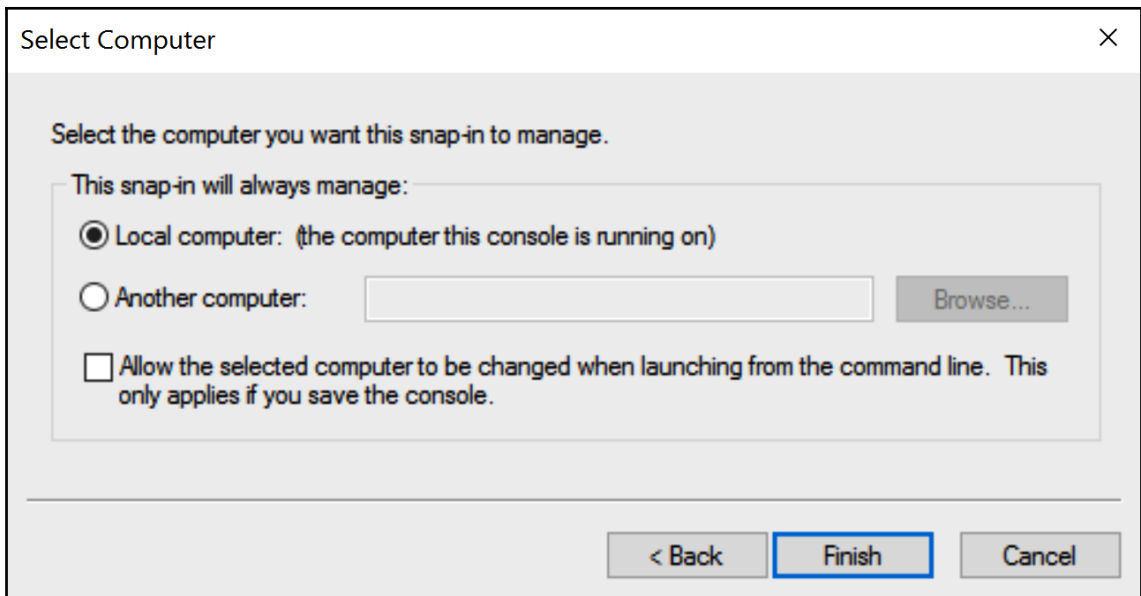 Select Computer
Select the computer you want this snap-in to manage.
This snap-in will always manage:
Local computer:  (the computer this console is running on)
Another computer:
Browse...
Allow the selected computer to be changed when launching from the command line.  This
only applies if you save the console.
< Back
Finish
Cancel